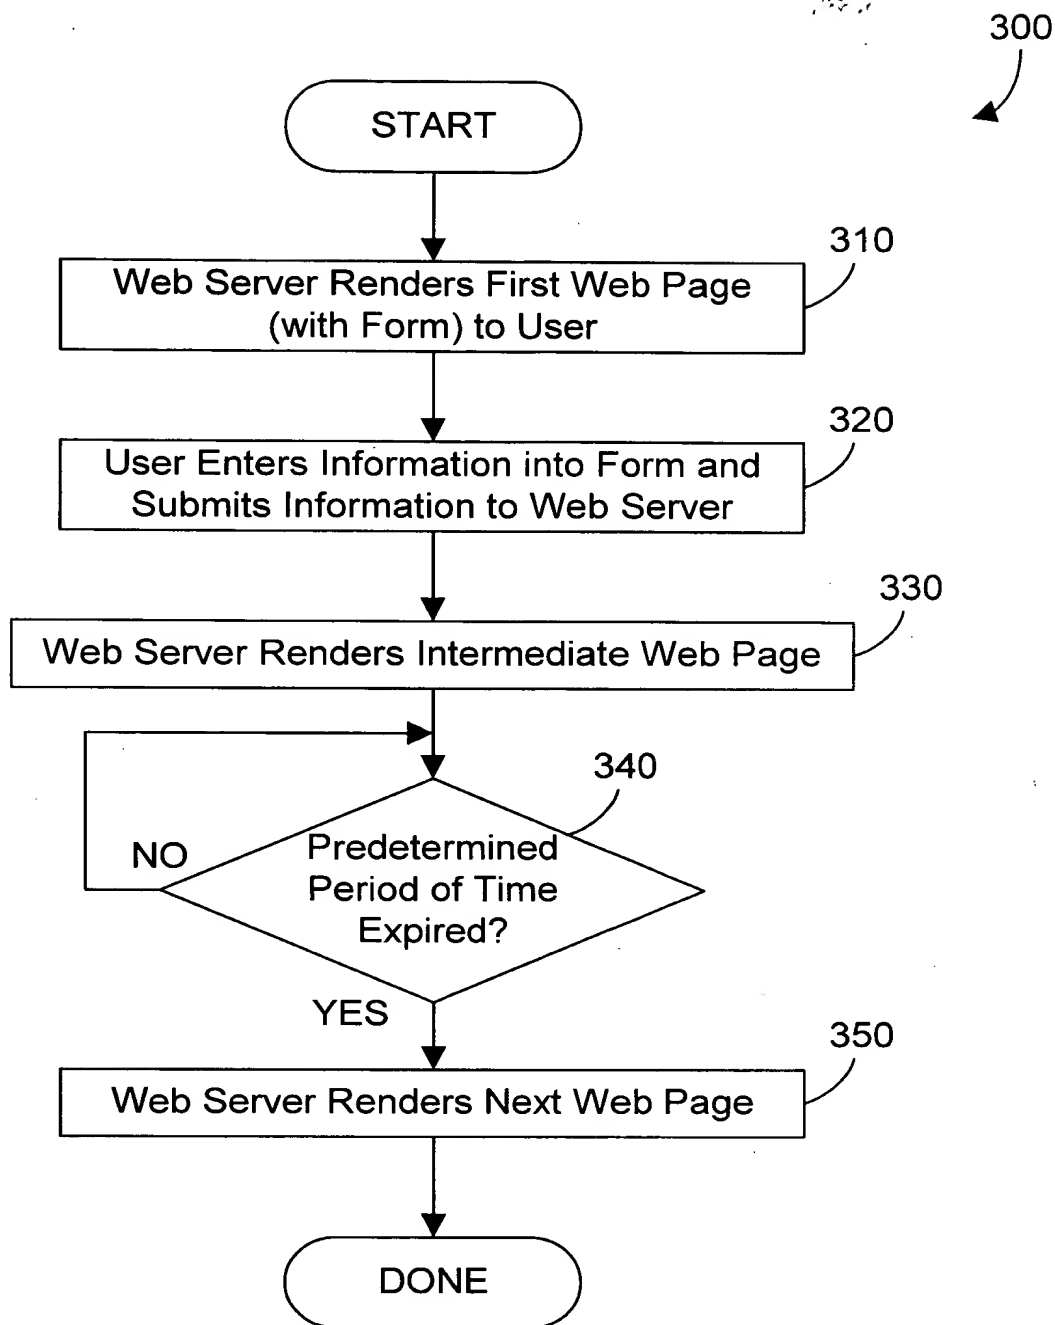 300
START
310
Web Server Renders First Web Page
(with Form) to User
320
User Enters Information into Form and
Submits Information to Web Server
330
Web Server Renders Intermediate Web Page
340
NO
Predetermined
Period of Time
Expired?
YES
350
Web Server Renders Next Web Page
DONE